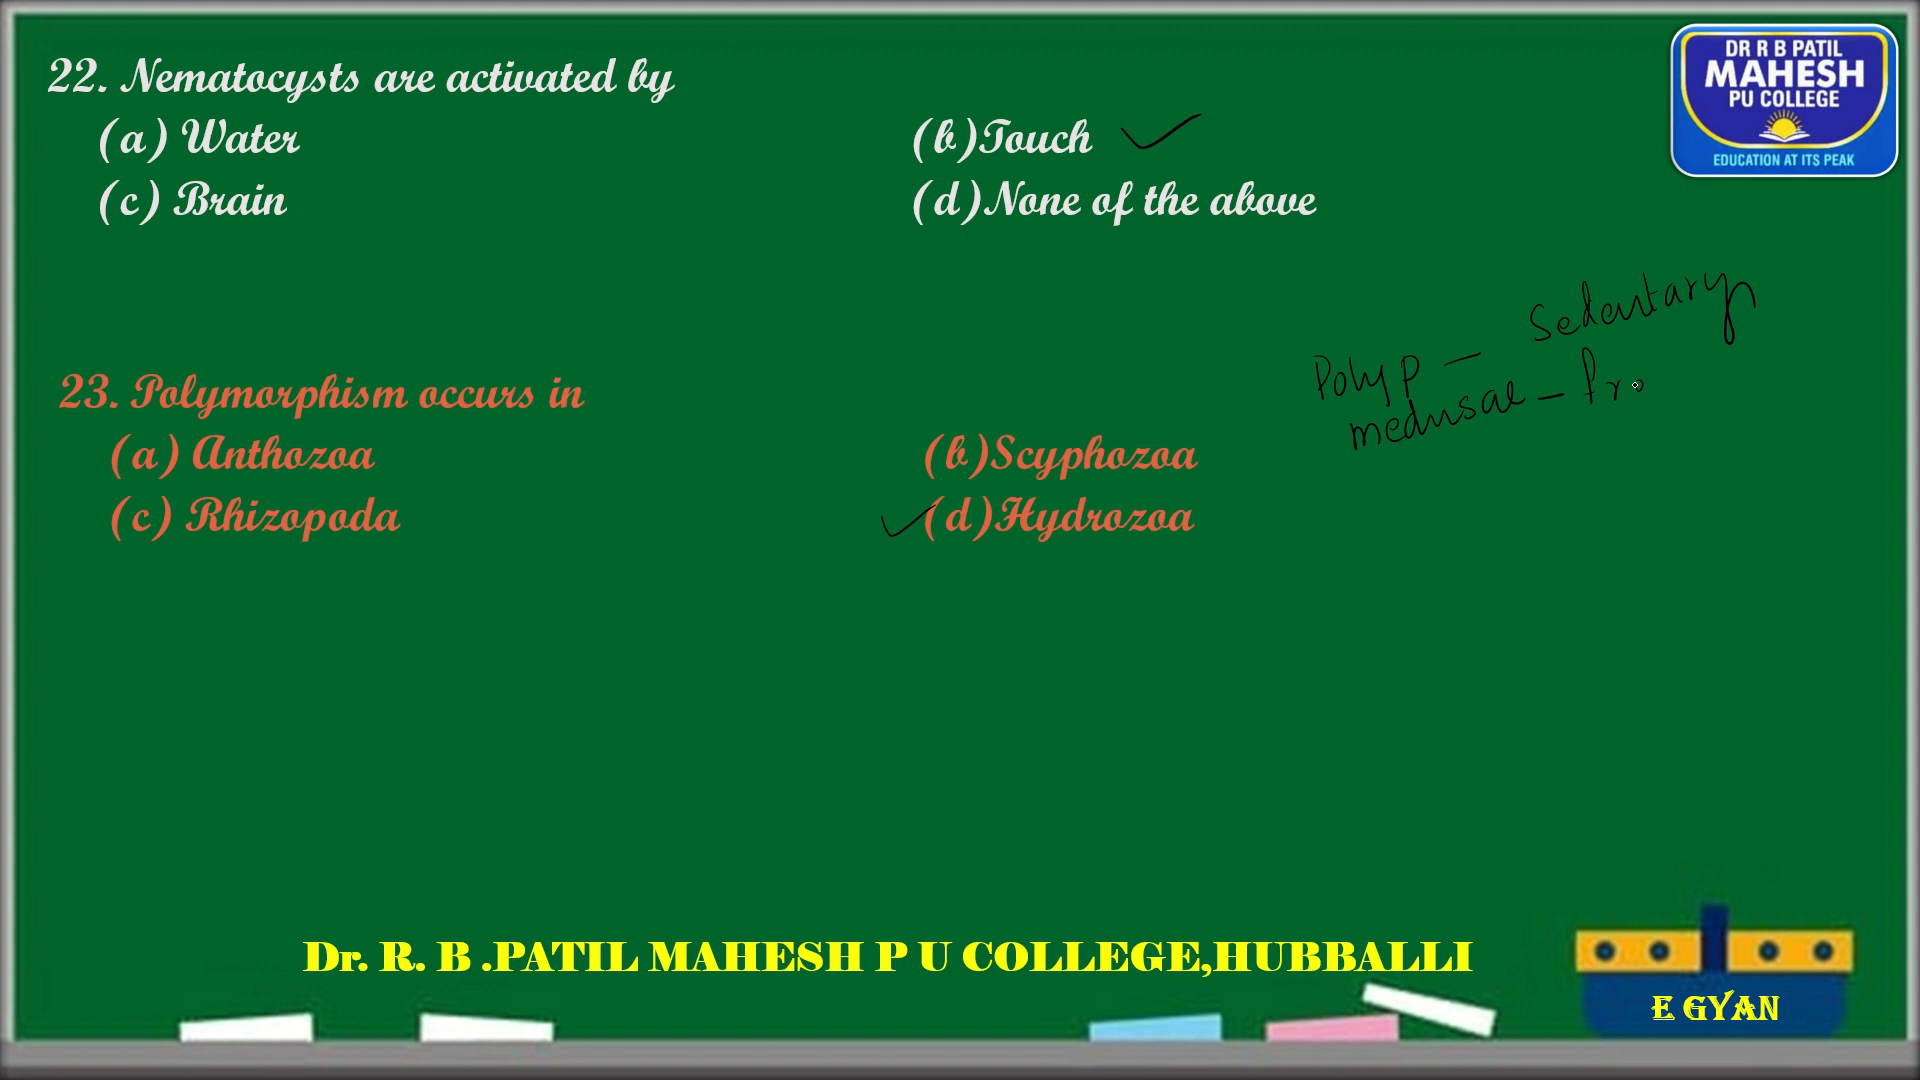 DR R B PATIL
MAHESH
PU COLLEGE
EDUCATION AT ITS PEAK
22. Nematocysts are activated by
(a) Water (b)Touch
(c) Brain (d)None of the above
Polyp — Sedentary
medusae — fro
23. Polymorphism occurs in
(a) Anthozoa (b)Scyphozoa
(c) Rhizopoda (d)Hydrozoa
Dr. R. B .PATIL MAHESH P U COLLEGE,HUBBALLI
E GYAN